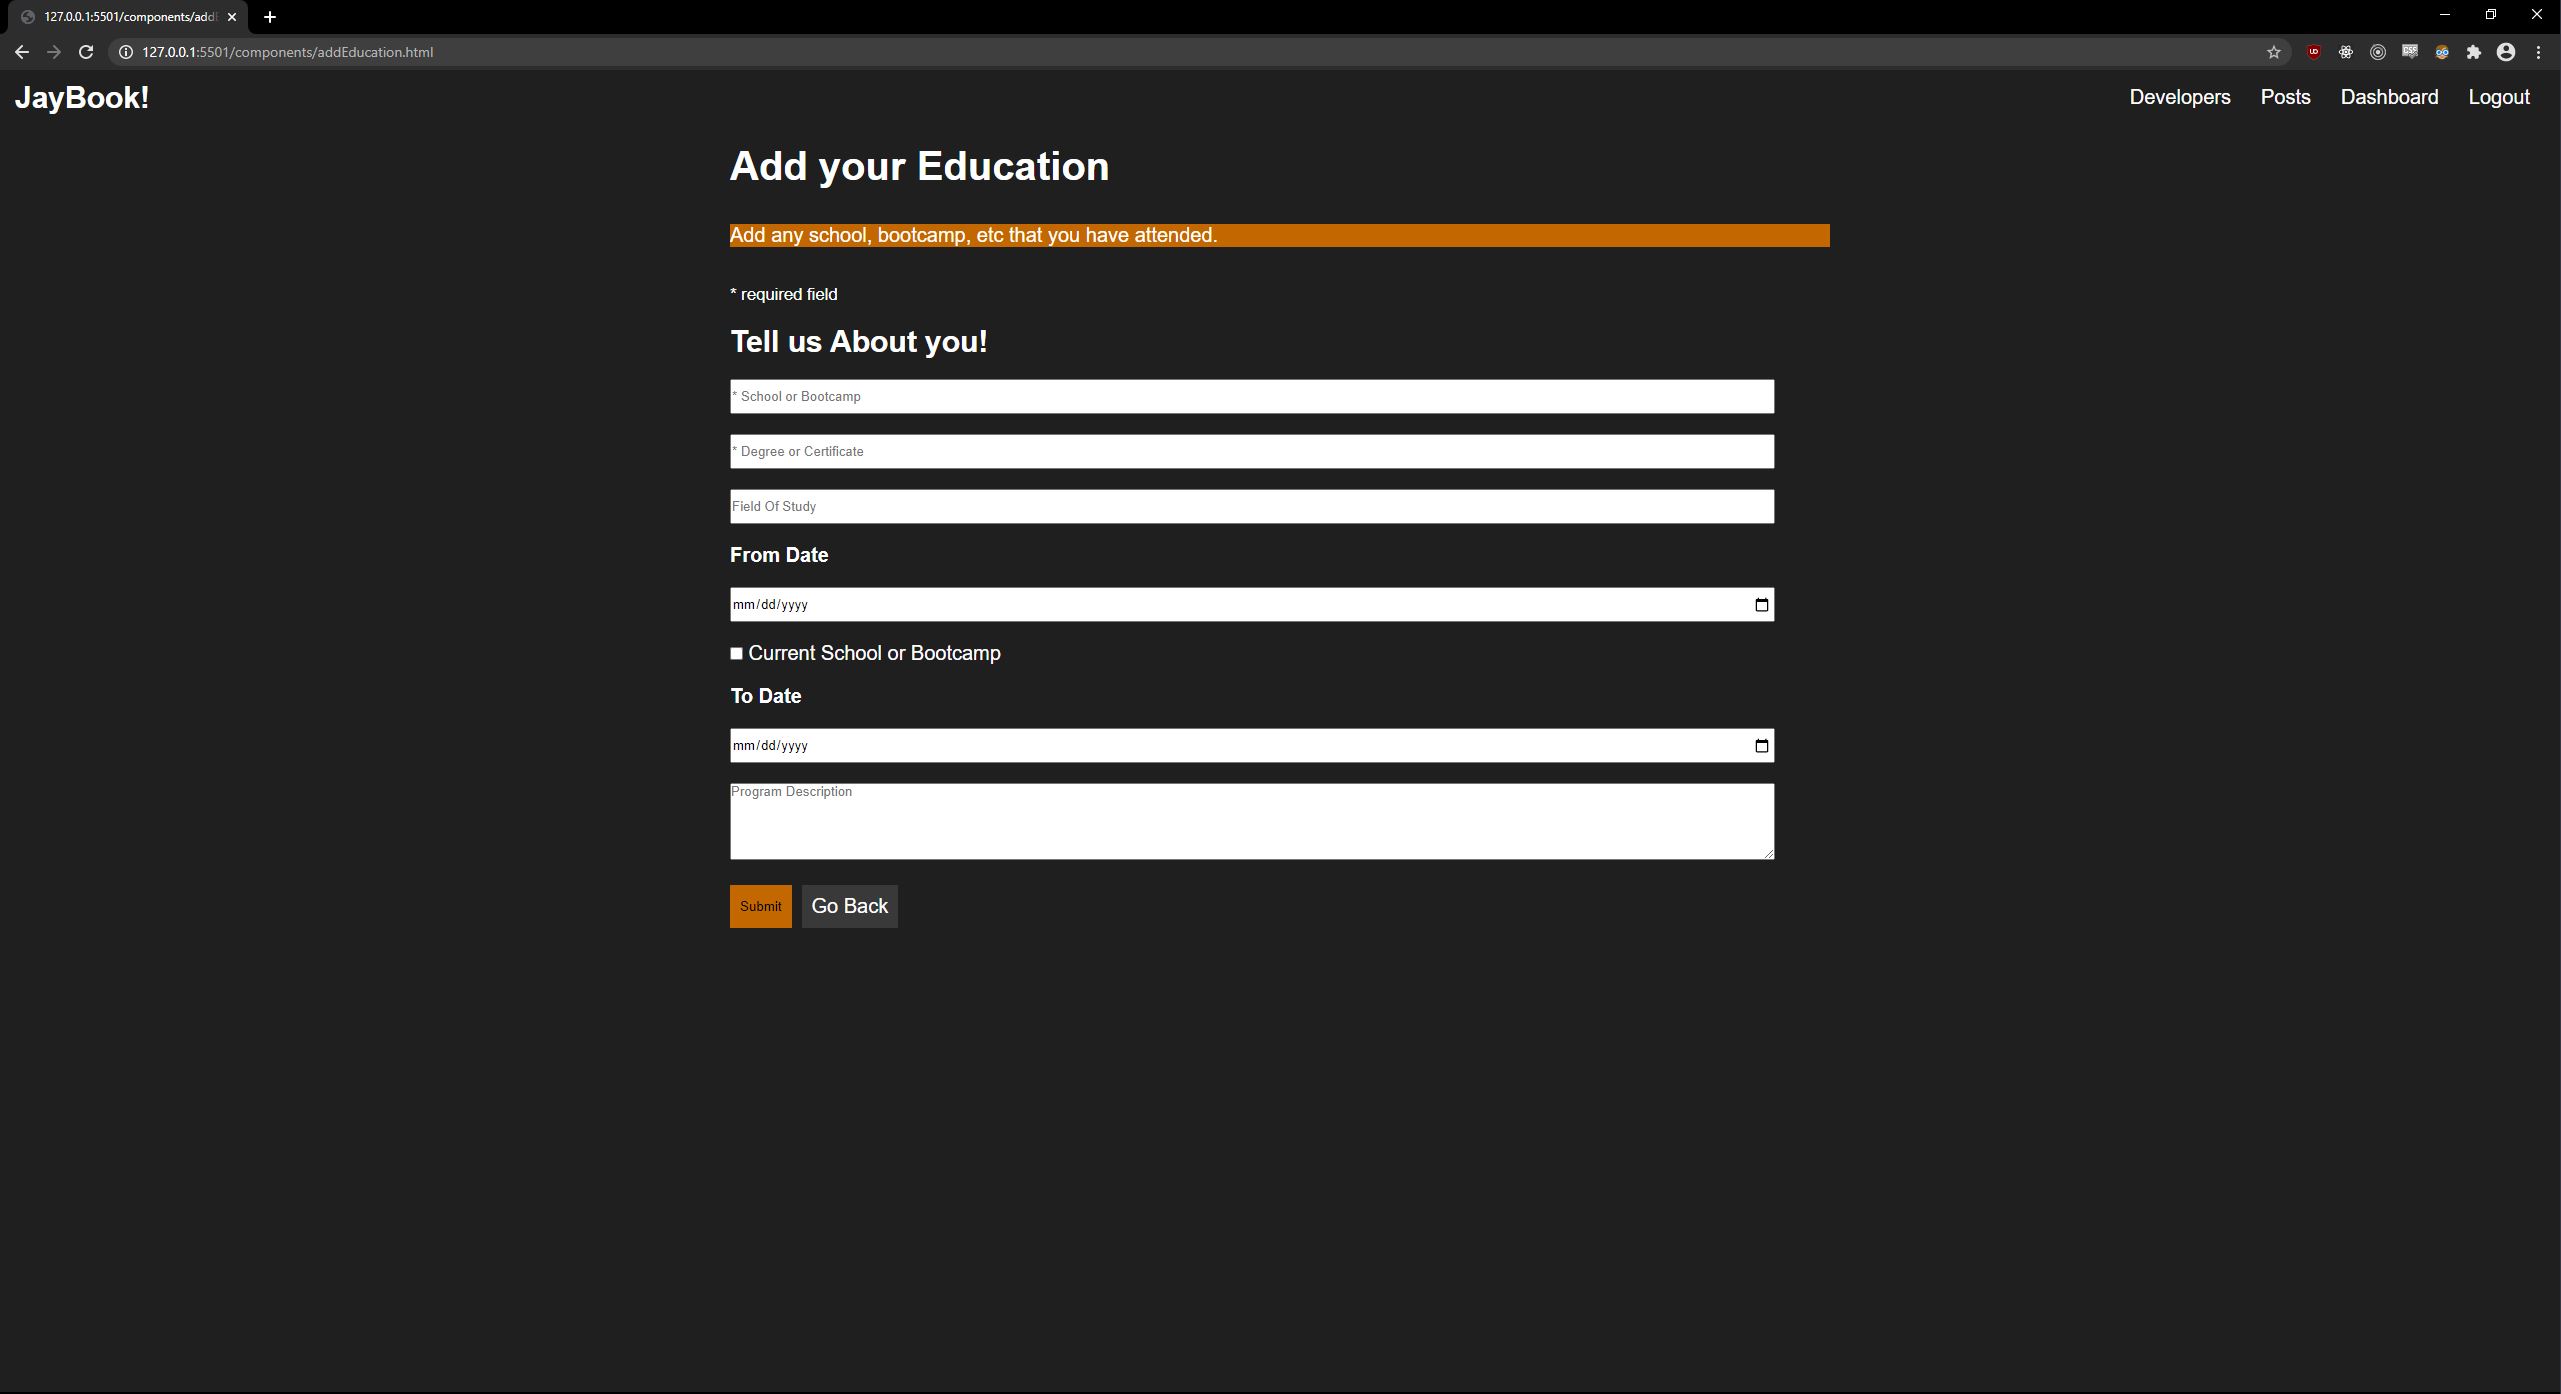 127.0.0.1:5501/components/addE
127.0.0.1:5501/components/addEducation.html
JayBook!
Developers Posts Dashboard Logout
Add your Education
Add any school, bootcamp, etc that you have attended.
* required field
Tell us About you!
* School or Bootcamp
* Degree or Certificate
Field Of Study
From Date
mm/dd/yyyy
Current School or Bootcamp
To Date
mm/dd/yyyy
Program Description
Submit Go Back